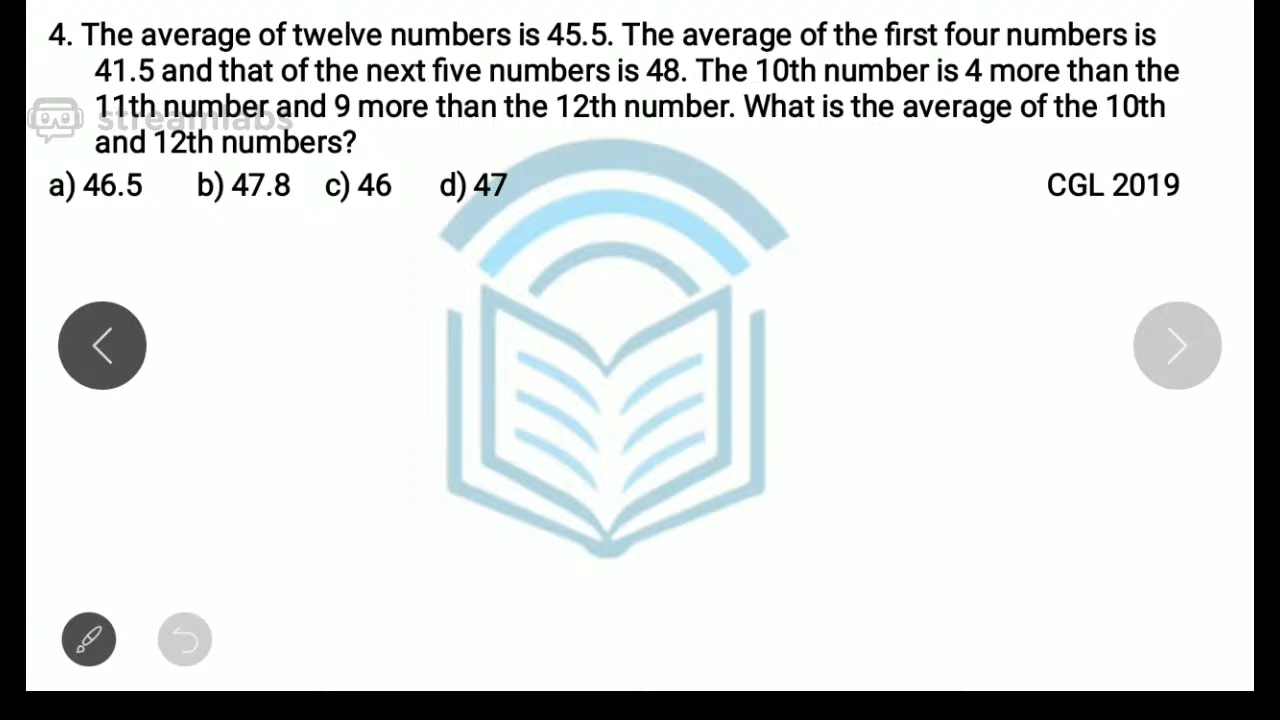 4. The average of twelve numbers is 45.5. The average of the first four numbers is
41.5 and that of the next five numbers is 48. The 10th number is 4 more than the
11th number and 9 more than the 12th number. What is the average of the 10th
streamlabs
and 12th numbers?
a) 46.5 b) 47.8 c) 46 d) 47 CGL 2019